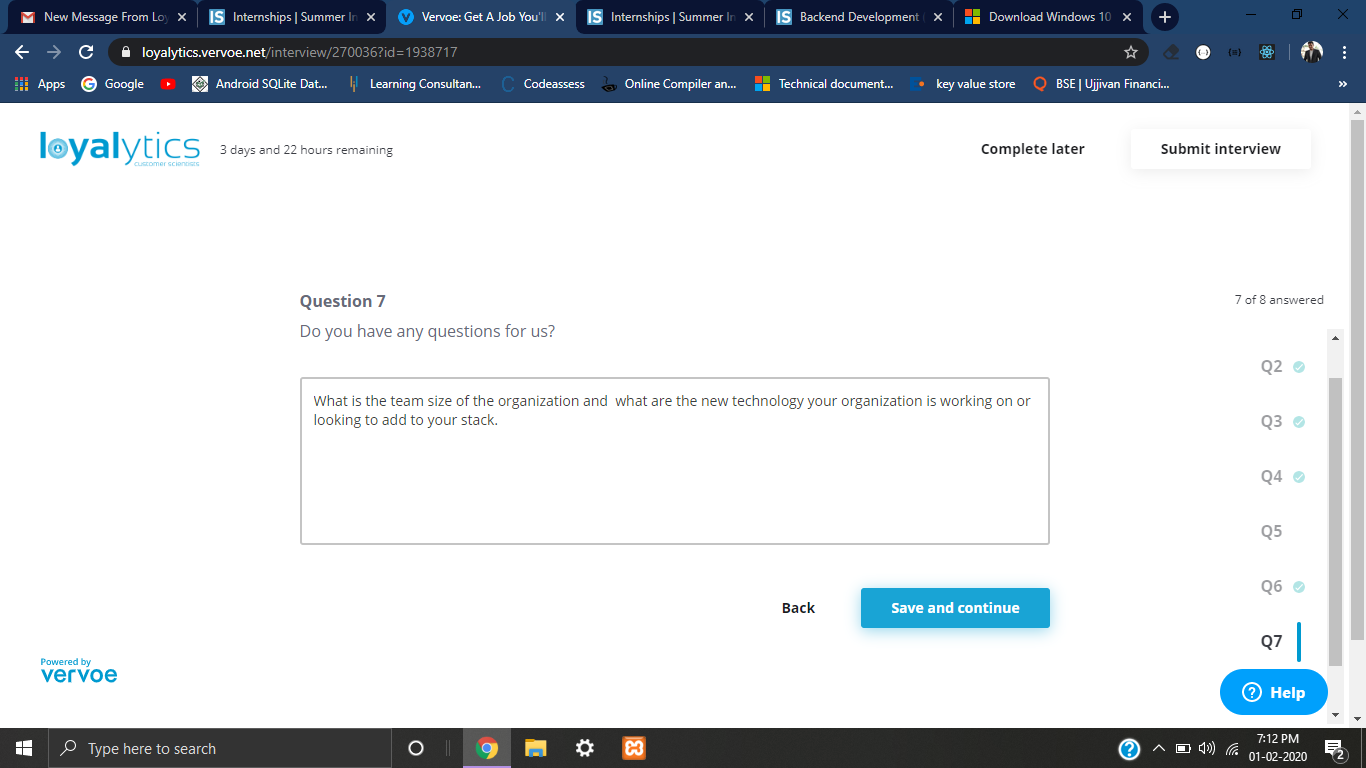 New Message From Loy
Internships | Summer In
Vervoe: Get A Job You'll
Internships | Summer In
Backend Development
Download Windows 10
loyalytics.vervoe.net/interview/270036?id=1938717
Apps
Google
Android SQLite Dat...
Learning Consultan...
Codeassess
Online Compiler an...
Technical document...
key value store
BSE | Ujjivan Financi...
»
loyalytics
customer scientists
3 days and 22 hours remaining
Complete later
Submit interview
Question 7
7 of 8 answered
Do you have any questions for us?
What is the team size of the organization and  what are the new technology your organization is working on or
looking to add to your stack.
Q2
Q3
Q4
Q5
Q6
Q7
Back
Save and continue
Powered by
vervoe
Help
Type here to search
7:12 PM
01-02-2020
2